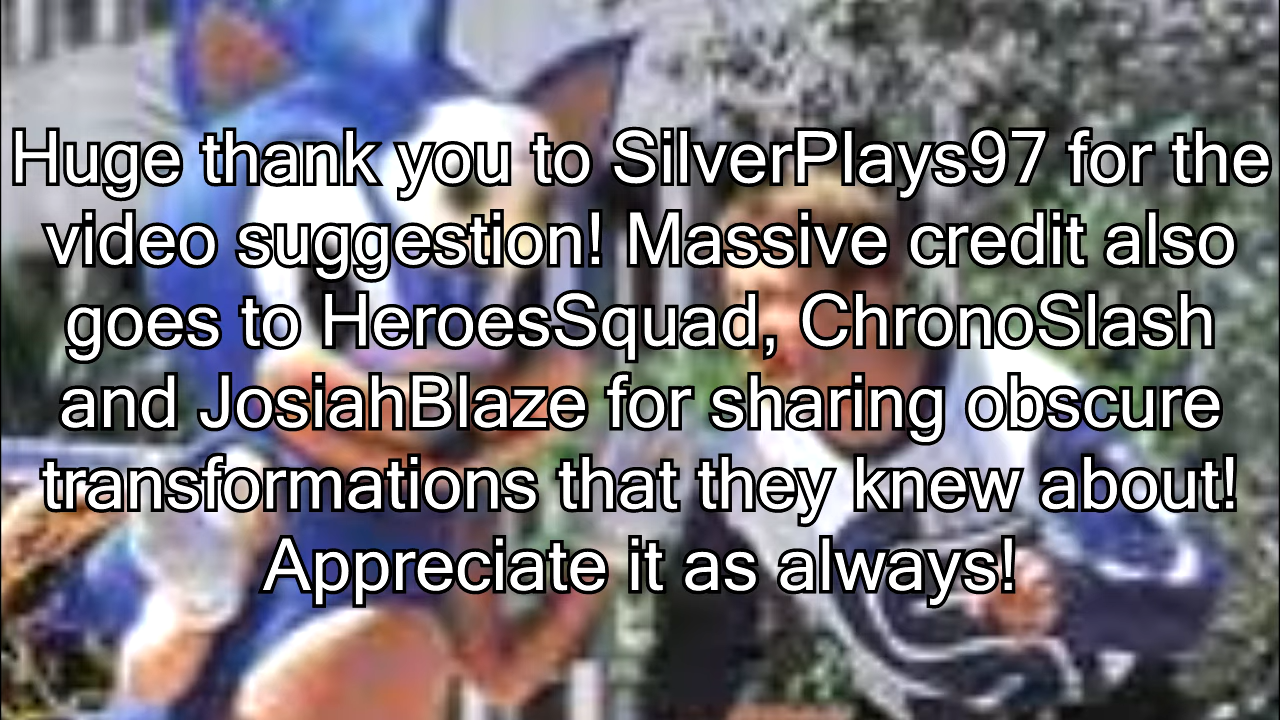 Huge thank you to SilverPlays97 for the
video suggestion! Massive credit also
goes to HeroesSquad, ChronoSlash
and JosiahBlaze for sharing obscure
transformations that they knew about!
Appreciate it as always!